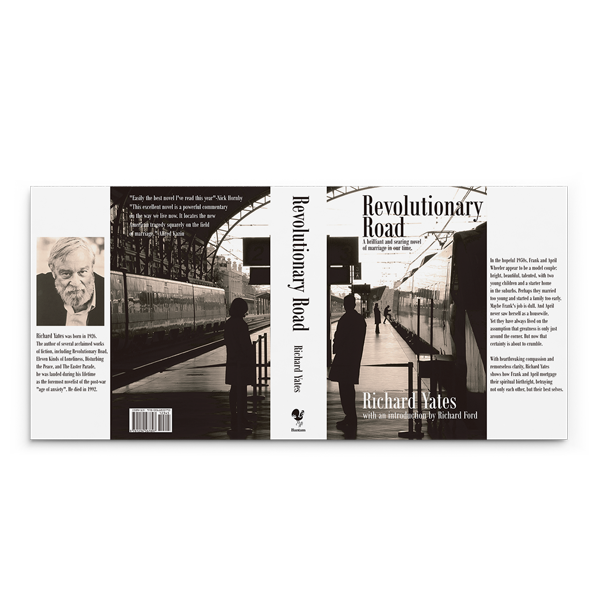 Richard Yates was born in 1926.
The author of several acclaimed works
of fiction, including Revolutionary Road,
Eleven Kinds of Loneliness, Disturbing
the Peace, and The Easter Parade,
he was lauded during his lifetime
as the foremost novelist of the post-war
"age of anxiety". He died in 1992.
"Easily the best novel I've read this year"-Nick Hornby
"This excellent novel is a powerful commentary
on the way we live now. It locates the new
American tragedy squarely on the field
of marriage."-Alfred Kazin
Revolutionary Road
Richard Yates
Revolutionary
Road
A brilliant and searing novel
of marriage in our time.
Richard Yates
with an introduction by Richard Ford
In the hopeful 1950s, Frank and April
Wheeler appear to be a model couple:
bright, beautiful, talented, with two
young children and a starter home
in the suburbs. Perhaps they married
too young and started a family too early.
Maybe Frank's job is dull. And April
never saw herself as a housewife.
Yet they have always lived on the
assumption that greatness is only just
around the corner. But now that
certainty is about to crumble.
With heartbreaking compassion and
remorseless clarity, Richard Yates
shows how Frank and April mortgage
their spiritual birthright, betraying
not only each other, but their best selves.